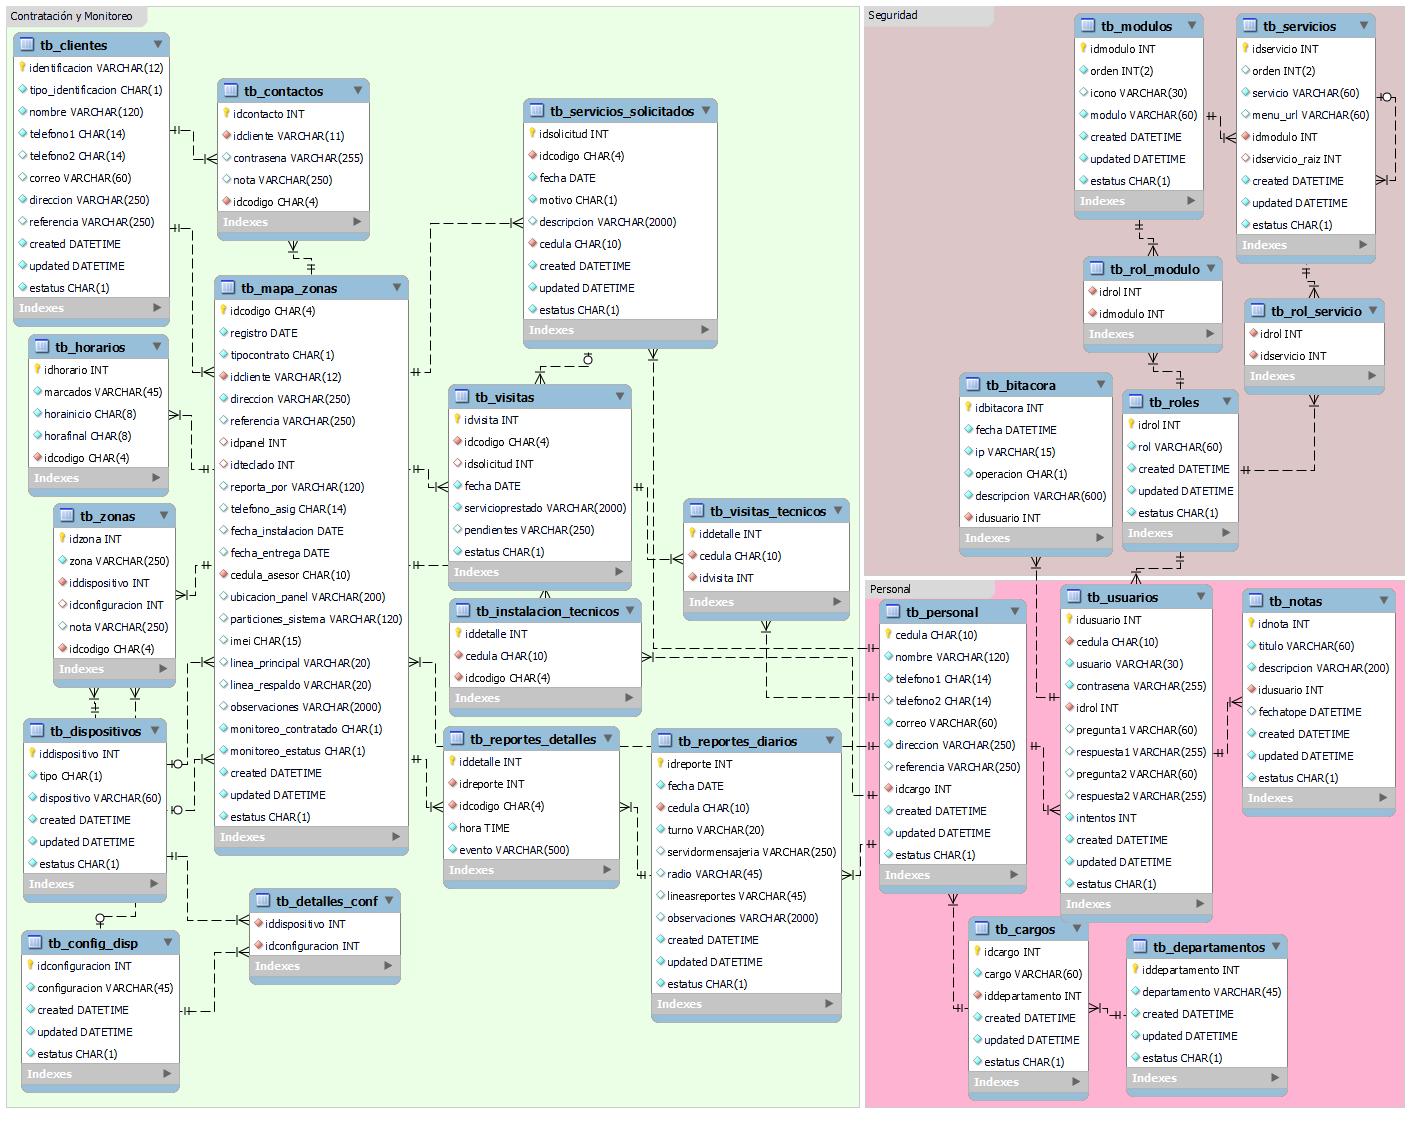 Contratación y Monitoreo
tb_clientes
identificacion VARCHAR(12)
tipo_identificacion CHAR(1)
nombre VARCHAR(120)
telefono1 CHAR(14)
telefono2 CHAR(14)
correo VARCHAR(60)
direccion VARCHAR(250)
referencia VARCHAR(250)
created DATETIME
updated DATETIME
estatus CHAR(1)
Indexes
tb_contactos
idcontacto INT
idcliente VARCHAR(11)
contrasena VARCHAR(255)
nota VARCHAR(250)
idcodigo CHAR(4)
Indexes
tb_servicios_solicitados
idsolicitud INT
idcodigo CHAR(4)
fecha DATE
motivo CHAR(1)
descripcion VARCHAR(2000)
cedula CHAR(10)
created DATETIME
updated DATETIME
estatus CHAR(1)
Indexes
tb_mapa_zonas
idcodigo CHAR(4)
registro DATE
tipocontrato CHAR(1)
idcliente VARCHAR(12)
direccion VARCHAR(250)
referencia VARCHAR(250)
idpanel INT
idteclado INT
reporta_por VARCHAR(120)
telefono_asig CHAR(14)
fecha_instalacion DATE
fecha_entrega DATE
cedula_asesor CHAR(10)
ubicacion_panel VARCHAR(200)
particiones_sistema VARCHAR(120)
imei CHAR(15)
linea_principal VARCHAR(20)
linea_respaldo VARCHAR(20)
observaciones VARCHAR(2000)
monitoreo_contratado CHAR(1)
monitoreo_estatus CHAR(1)
created DATETIME
updated DATETIME
estatus CHAR(1)
Indexes
tb_horarios
idhorario INT
marcados VARCHAR(45)
horainicio CHAR(8)
horafinal CHAR(8)
idcodigo CHAR(4)
Indexes
tb_visitas
idvisita INT
idcodigo CHAR(4)
idsolicitud INT
fecha DATE
servicioprestado VARCHAR(2000)
pendientes VARCHAR(250)
estatus CHAR(1)
Indexes
tb_zonas
idzona INT
zona VARCHAR(250)
iddispositivo INT
idconfiguracion INT
nota VARCHAR(250)
idcodigo CHAR(4)
Indexes
tb_visitas_tecnicos
iddetalle INT
cedula CHAR(10)
idvisita INT
Indexes
tb_instalacion_tecnicos
iddetalle INT
cedula CHAR(10)
idcodigo CHAR(4)
Indexes
tb_dispositivos
iddispositivo INT
tipo CHAR(1)
dispositivo VARCHAR(60)
created DATETIME
updated DATETIME
estatus CHAR(1)
Indexes
tb_reportes_detalles
iddetalle INT
idreporte INT
idcodigo CHAR(4)
hora TIME
evento VARCHAR(500)
Indexes
tb_reportes_diarios
idreporte INT
fecha DATE
cedula CHAR(10)
turno VARCHAR(20)
servidormensajeria VARCHAR(250)
radio VARCHAR(45)
lineasreportes VARCHAR(45)
observaciones VARCHAR(2000)
created DATETIME
updated DATETIME
estatus CHAR(1)
Indexes
tb_detalles_conf
iddispositivo INT
idconfiguracion INT
Indexes
tb_config_disp
idconfiguracion INT
configuracion VARCHAR(45)
created DATETIME
updated DATETIME
estatus CHAR(1)
Indexes
Seguridad
tb_modulos
idmodulo INT
orden INT(2)
icono VARCHAR(30)
modulo VARCHAR(60)
created DATETIME
updated DATETIME
estatus CHAR(1)
Indexes
tb_servicios
idservicio INT
orden INT(2)
servicio VARCHAR(60)
menu_url VARCHAR(60)
idmodulo INT
idservicio_raiz INT
created DATETIME
updated DATETIME
estatus CHAR(1)
Indexes
tb_rol_modulo
idrol INT
idmodulo INT
Indexes
tb_rol_servicio
idrol INT
idservicio INT
Indexes
tb_bitacora
idbitacora INT
fecha DATETIME
ip VARCHAR(15)
operacion CHAR(1)
descripcion VARCHAR(600)
idusuario INT
Indexes
tb_roles
idrol INT
rol VARCHAR(60)
created DATETIME
updated DATETIME
estatus CHAR(1)
Indexes
Personal
tb_personal
cedula CHAR(10)
nombre VARCHAR(120)
telefono1 CHAR(14)
telefono2 CHAR(14)
correo VARCHAR(60)
direccion VARCHAR(250)
referencia VARCHAR(250)
idcargo INT
created DATETIME
updated DATETIME
estatus CHAR(1)
Indexes
tb_usuarios
idusuario INT
cedula CHAR(10)
usuario VARCHAR(30)
contrasena VARCHAR(255)
idrol INT
pregunta1 VARCHAR(60)
respuesta1 VARCHAR(255)
pregunta2 VARCHAR(60)
respuesta2 VARCHAR(255)
intentos INT
created DATETIME
updated DATETIME
estatus CHAR(1)
Indexes
tb_notas
idnota INT
titulo VARCHAR(60)
descripcion VARCHAR(200)
idusuario INT
fechatope DATETIME
created DATETIME
updated DATETIME
estatus CHAR(1)
Indexes
tb_cargos
idcargo INT
cargo VARCHAR(60)
iddepartamento INT
created DATETIME
updated DATETIME
estatus CHAR(1)
Indexes
tb_departamentos
iddepartamento INT
departamento VARCHAR(45)
created DATETIME
updated DATETIME
estatus CHAR(1)
Indexes